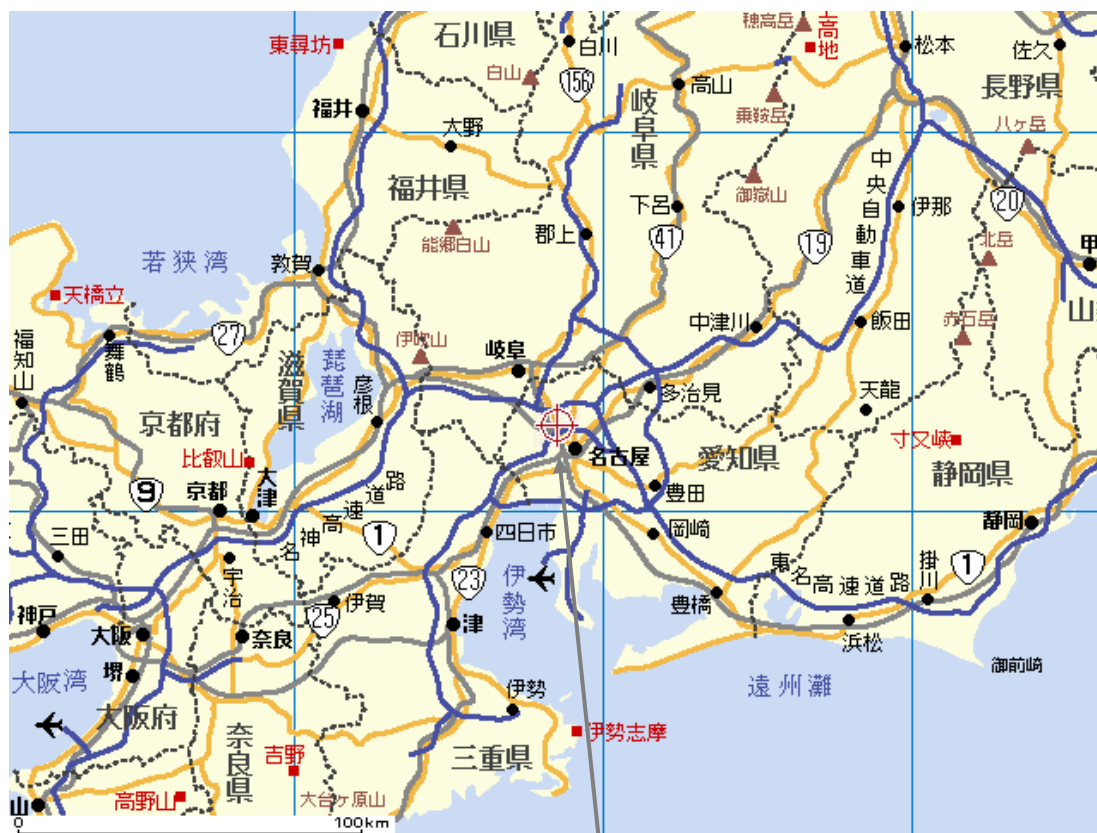 石川県
白川
穂高岳
高地
松本
佐久
東尋坊
白山
156
高山
乗鞍岳
長野県
福井
大野
岐阜県
八ヶ岳
福井県
御嶽山
中央自動車道
伊那
20
下呂
能郷白山
郡上
41
19
北岳
甲
若狭湾
敦賀
天橋立
山
27
舞鶴
福知山
伊吹山
岐阜
中津川
飯田
赤石岳
滋賀県
琵琶湖
彦根
多治見
天龍
京都府
比叡山
名古屋
愛知県
寸又峡
静岡県
9
京都
大津
豊田
名神高速道路
1
四日市
岡崎
静岡
三田
宇治
23
伊勢湾
東名高速道路
掛川
1
神戸
大阪
奈良
25
伊賀
津
豊橋
浜松
堺
大阪湾
伊勢
遠州灘
御前崎
大阪府
奈良県
吉野
三重県
伊勢志摩
山
高野山
大台ヶ原山
0
100km